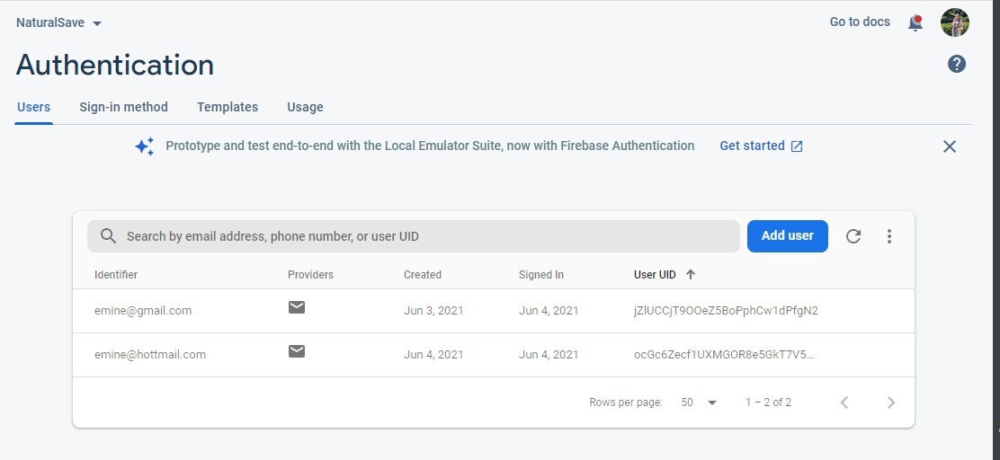 NaturalSave
Go to docs
Authentication
Users Sign-in method Templates Usage
Prototype and test end-to-end with the Local Emulator Suite, now with Firebase Authentication Get started
Search by email address, phone number, or user UID
Add user
Identifier Providers Created Signed In User UID
emine@gmail.com Jun 3, 2021 Jun 4, 2021 jZlUCCjT9OOeZ5BoPphCw1dPfgN2
emine@hottmail.com Jun 4, 2021 Jun 4, 2021 ocGc6Zecf1UXMGOR8e5GkT7V5...
Rows per page: 50 1 – 2 of 2